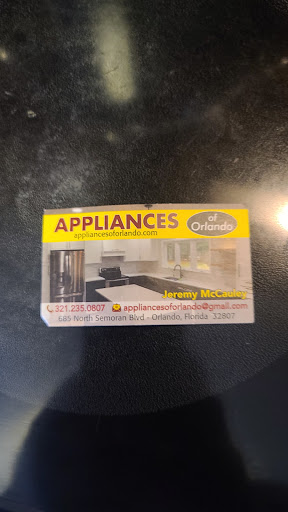 APPLIANCES of Orlando
appliancesoforlando.com
Jeremy McCauley
321.235.0807 appliancesoforlando@gmail.com
685 North Semoran Blvd - Orlando, Florida 32807